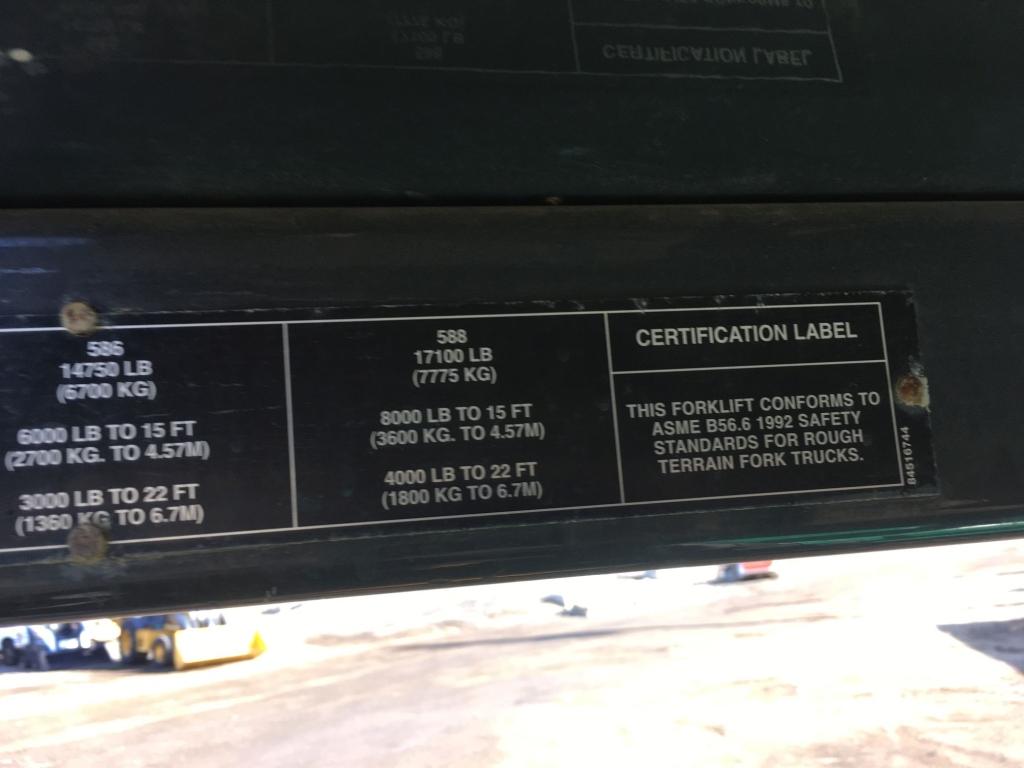 586
14750 LB
(6700 KG)
6000 LB TO 15 FT
(2700 KG. TO 4.57M)
3000 LB TO 22 FT
(1360 KG TO 6.7M)
588
17100 LB
(7775 KG)
8000 LB TO 15 FT
(3600 KG. TO 4.57M)
4000 LB TO 22 FT
(1800 KG TO 6.7M)
CERTIFICATION LABEL
THIS FORKLIFT CONFORMS TO
ASME B56.6 1992 SAFETY
STANDARDS FOR ROUGH
TERRAIN FORK TRUCKS.
84516744